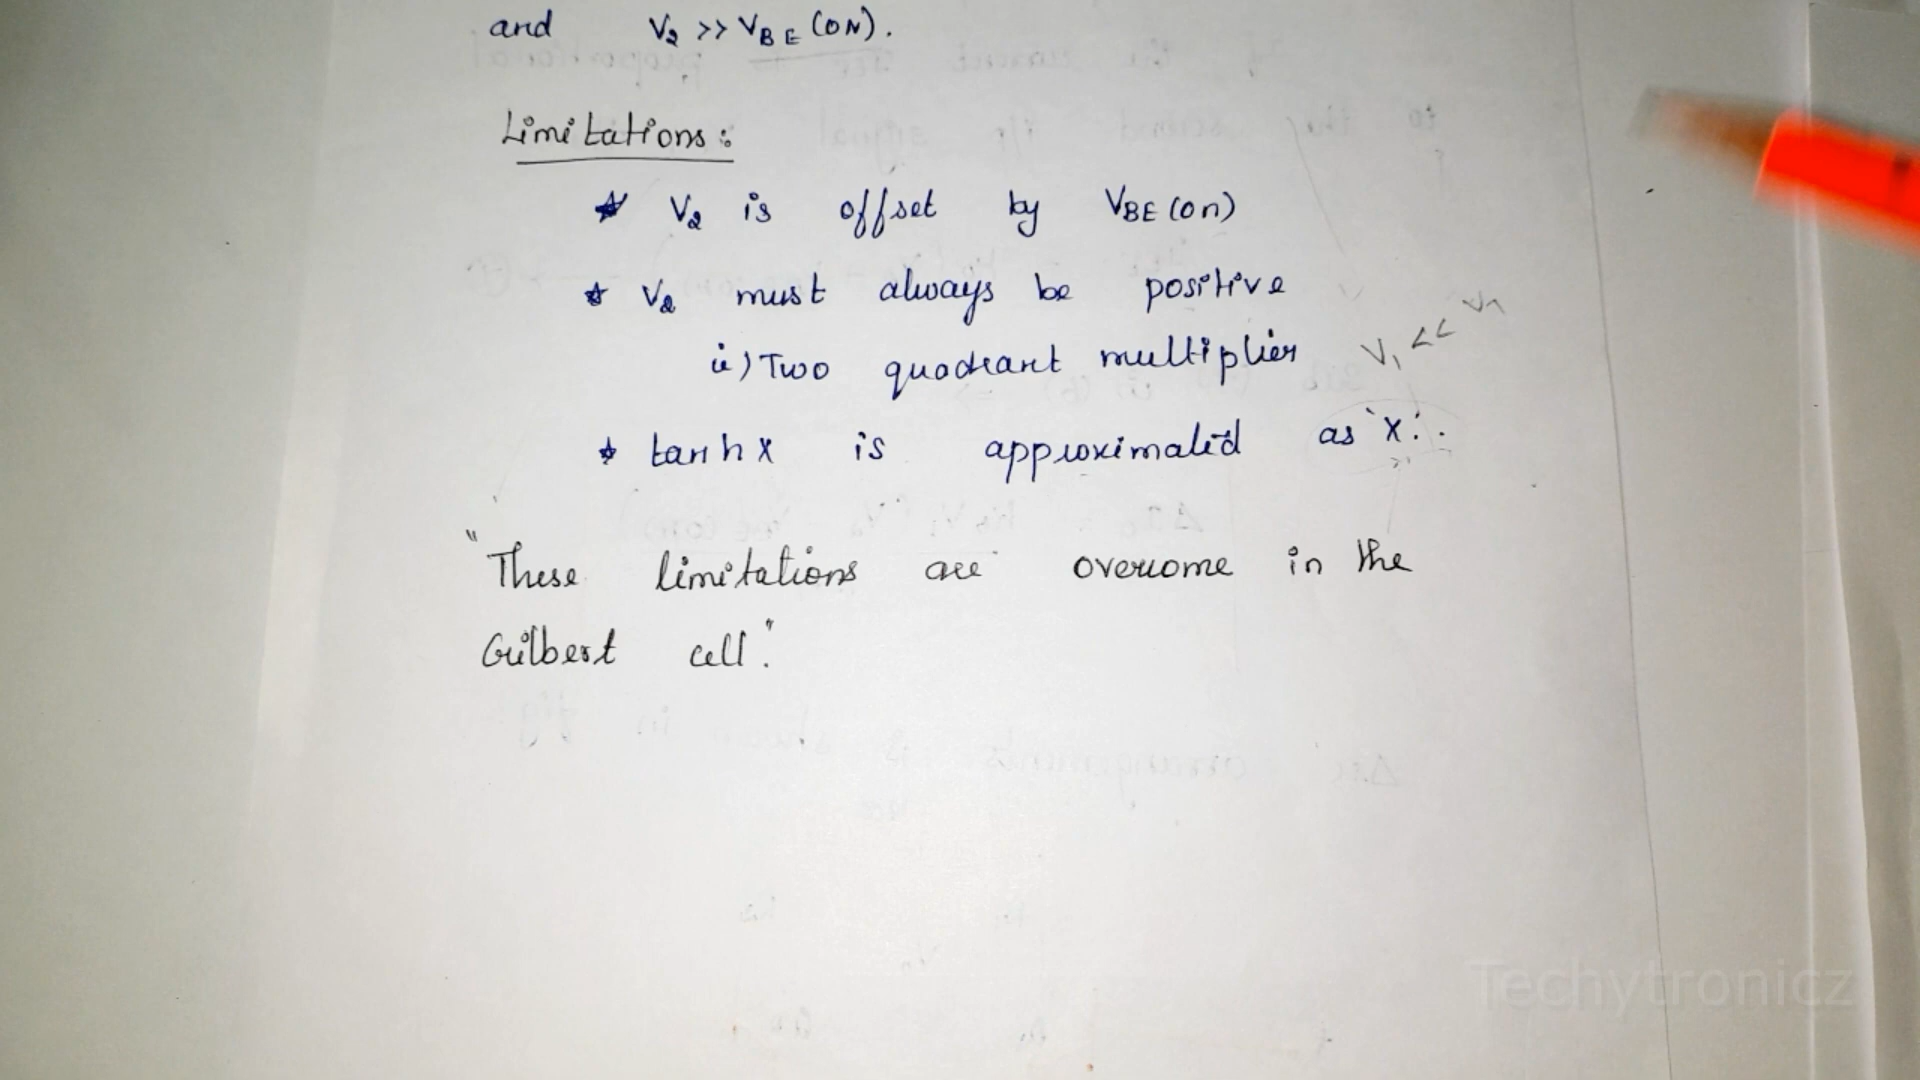 and V₂ >> VBE (ON).
Limitations:
* V₂ is offset by VBE (on)
* V₂ must always be positive
ie) Two quadrant multiplier V₁ <<
* tanh x is approximated as 'x'.
"These limitations are overcome in the
Gilbert cell."
Techytronicz